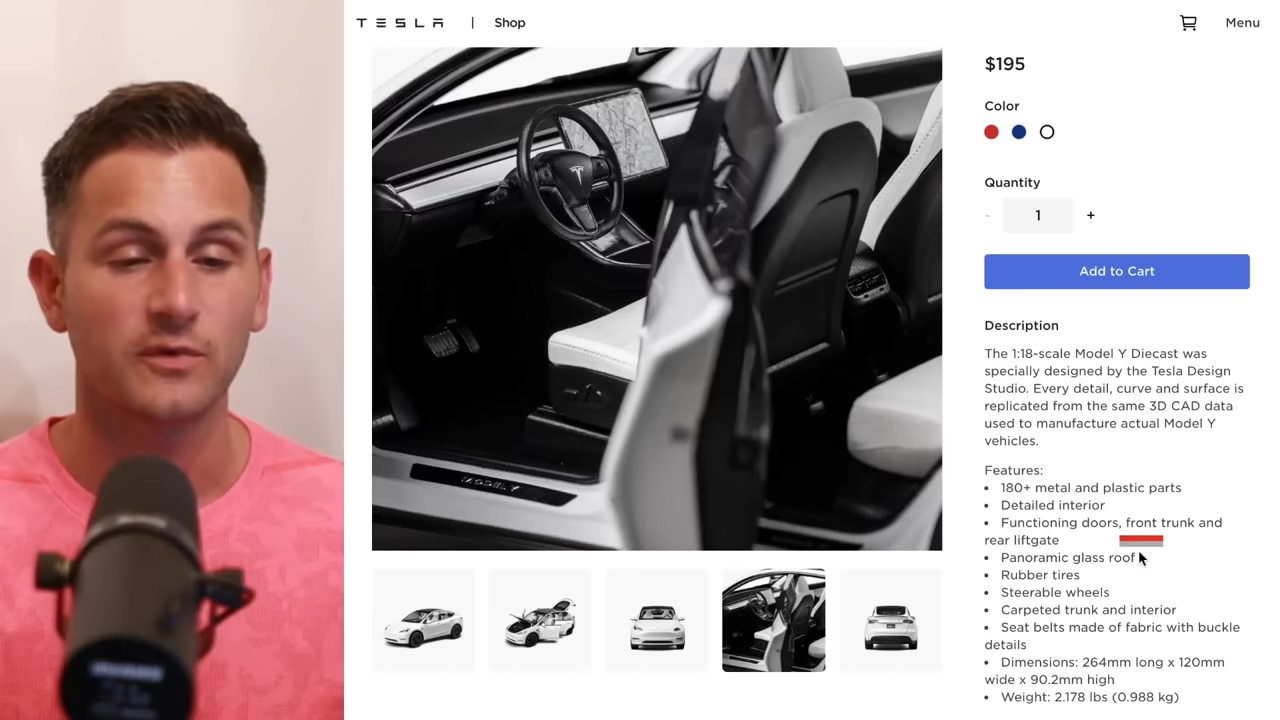 TESLA | Shop
Menu
$195
Color
Quantity
- 1 +
Add to Cart
Description
The 1:18-scale Model Y Diecast was
specially designed by the Tesla Design
Studio. Every detail, curve and surface is
replicated from the same 3D CAD data
used to manufacture actual Model Y
vehicles.
Features:
• 180+ metal and plastic parts
• Detailed interior
• Functioning doors, front trunk and
rear liftgate
• Panoramic glass roof
• Rubber tires
• Steerable wheels
• Carpeted trunk and interior
• Seat belts made of fabric with buckle
details
• Dimensions: 264mm long x 120mm
wide x 90.2mm high
• Weight: 2.178 lbs (0.988 kg)
MODEL Y